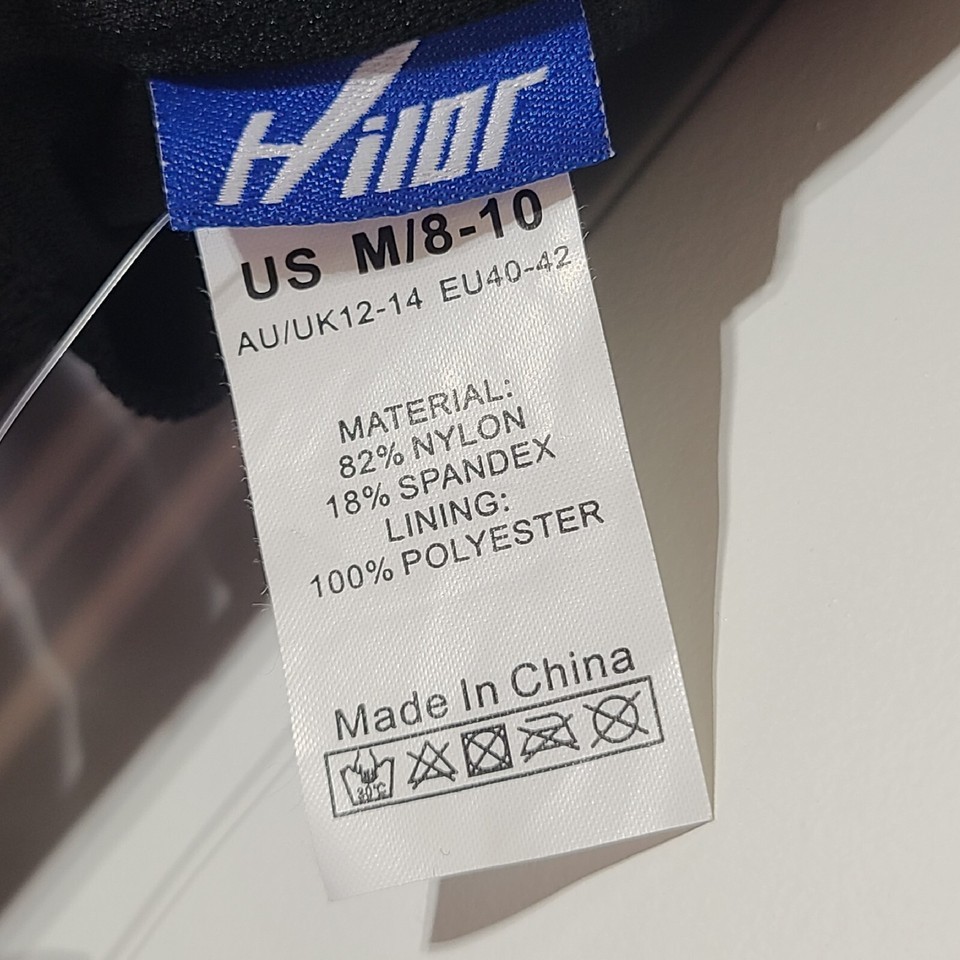 Hilor
US M/8-10
AU/UK12-14 EU40-42
MATERIAL:
82% NYLON
18% SPANDEX
LINING:
100% POLYESTER
Made In China
30°C